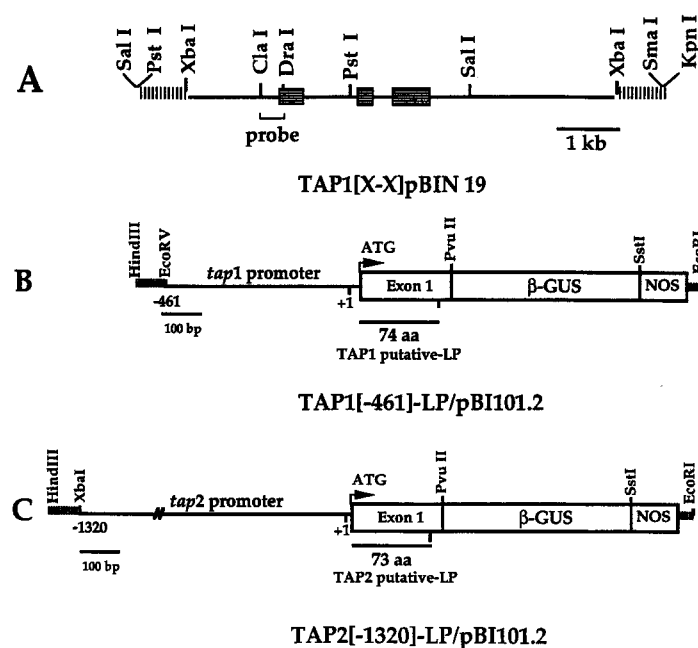 A
Sal I
Pst I
Xba I
Cla I
Dra I
Pst I
Sal I
Xba I
Sma I
Kpn I
probe
1 kb
TAP1[X-X]pBIN 19
B
HindIII
EcoRV
tap1 promoter
ATG
Pvu II
SstI
EcoRI
-461
+1
Exon 1
β-GUS
NOS
100 bp
74 aa
TAP1 putative-LP
TAP1[-461]-LP/pBI101.2
C
HindIII
XbaI
tap2 promoter
ATG
Pvu II
SstI
EcoRI
-1320
+1
Exon 1
β-GUS
NOS
100 bp
73 aa
TAP2 putative-LP
TAP2[-1320]-LP/pBI101.2